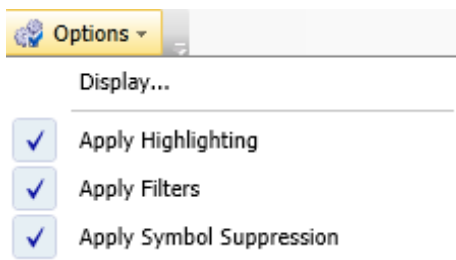 Options
Display...
Apply Highlighting
Apply Filters
Apply Symbol Suppression